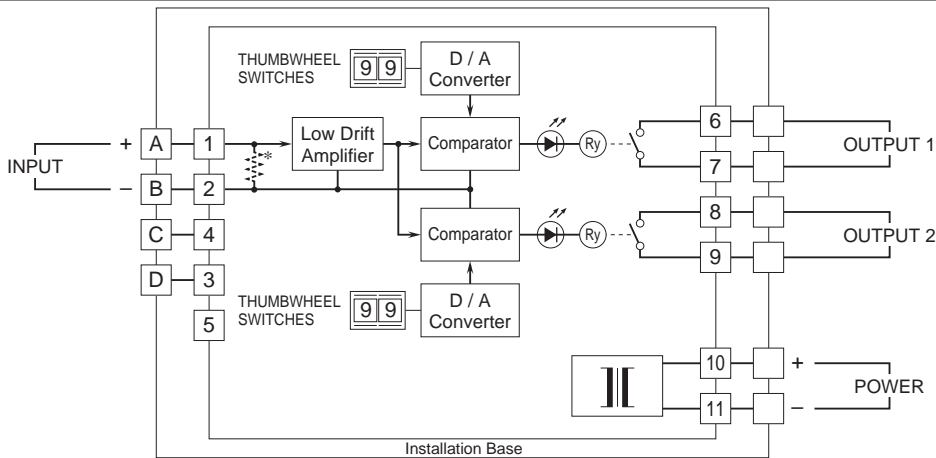 THUMBWHEEL
SWITCHES
9 9
D / A
Converter
INPUT
+
A
1
*
Low Drift
Amplifier
Comparator
Ry
6
7
OUTPUT 1
–
B
2
C
4
Comparator
Ry
8
9
OUTPUT 2
D
3
THUMBWHEEL
SWITCHES
9 9
D / A
Converter
5
10
+
11
–
POWER
Installation Base